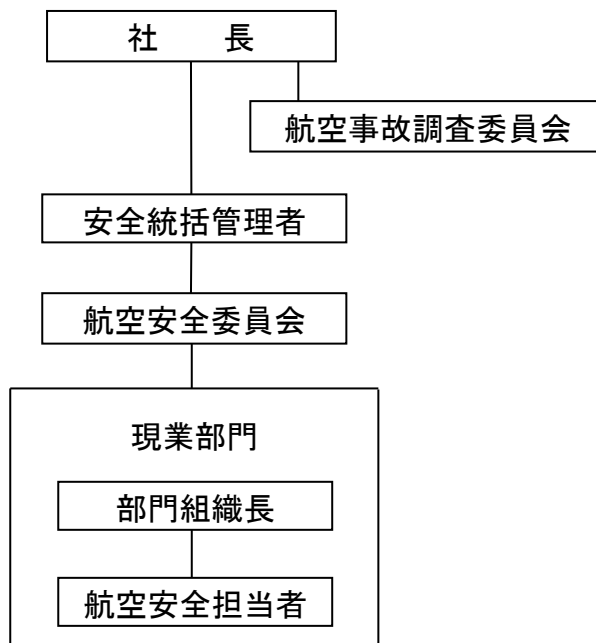 社　　長
航空事故調査委員会
安全統括管理者
航空安全委員会
現業部門
部門組織長
航空安全担当者